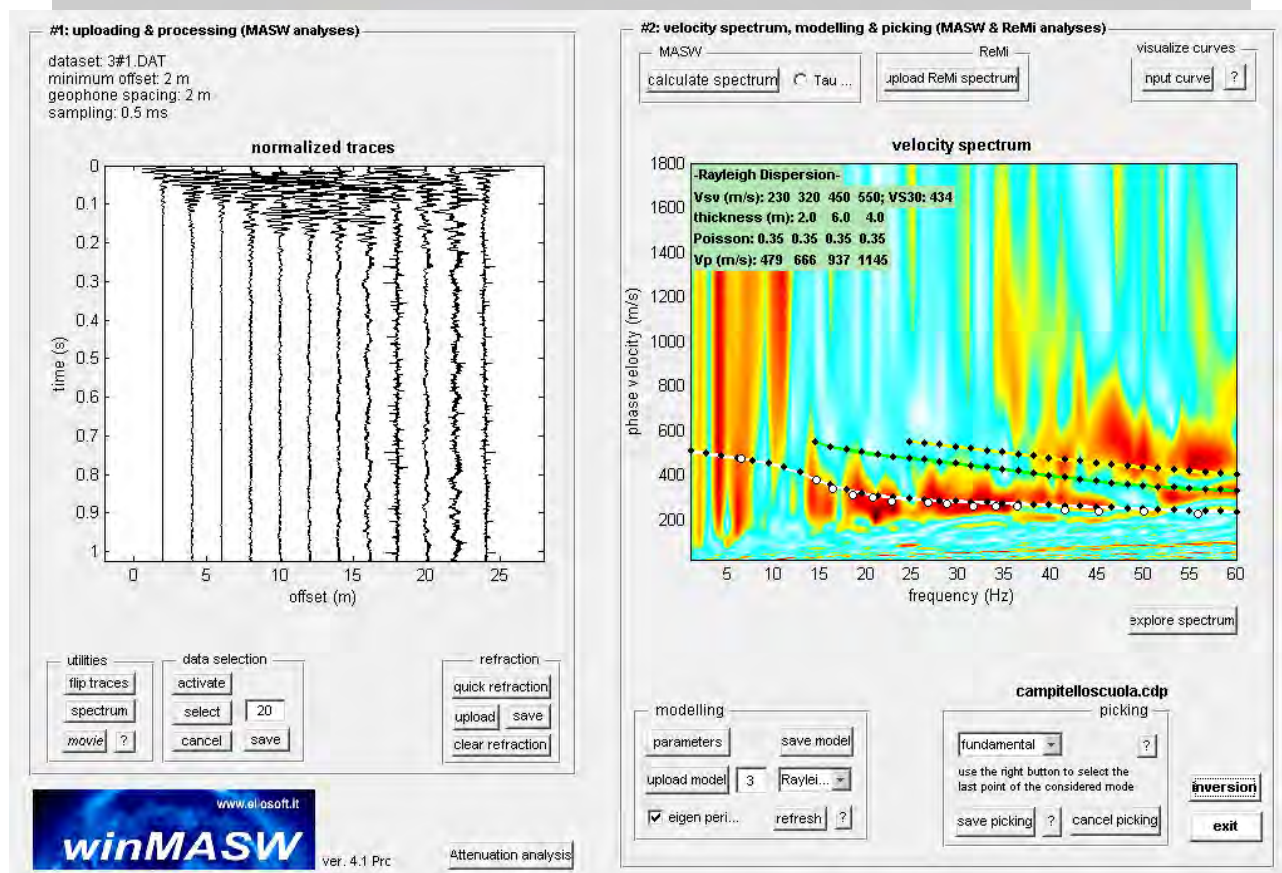 #1: uploading & processing (MASW analyses)
dataset: 3#1.DAT
minimum offset: 2 m
geophone spacing: 2 m
sampling: 0.5 ms
normalized traces
0
0.1
0.2
0.3
0.4
0.5
0.6
0.7
0.8
0.9
1
time (s)
0 5 10 15 20 25
offset (m)
utilities
flip traces
spectrum
movie ?
data selection
activate
select 20
cancel save
refraction
quick refraction
upload save
clear refraction
www.eliosoft.it
winMASW
ver. 4.1 Prc
Attenuation analysis
#2: velocity spectrum, modelling & picking (MASW & ReMi analyses)
MASW
calculate spectrum Tau ...
ReMi
upload ReMi spectrum
visualize curves
nput curve ?
velocity spectrum
-Rayleigh Dispersion-
Vsv (m/s): 230 320 450 550; VS30: 434
thickness (m): 2.0 6.0 4.0
Poisson: 0.35 0.35 0.35 0.35
Vp (m/s): 479 666 937 1145
1800
1600
1400
1200
1000
800
600
400
200
phase velocity (m/s)
5 10 15 20 25 30 35 40 45 50 55 60
frequency (Hz)
explore spectrum
campitelloscuola.cdp
modelling
parameters save model
upload model 3 Raylei...
eigen peri... refresh ?
picking
fundamental ?
use the right button to select the
last point of the considered mode
save picking ? cancel picking
inversion
exit